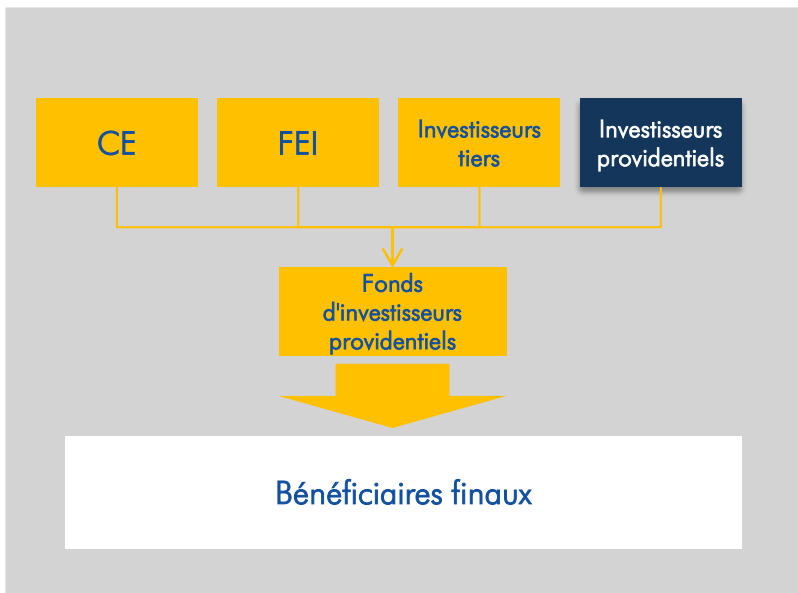 CE
FEI
Investisseurs
tiers
Investisseurs
providentiels
Fonds
d'investisseurs
providentiels
Bénéficiaires finaux